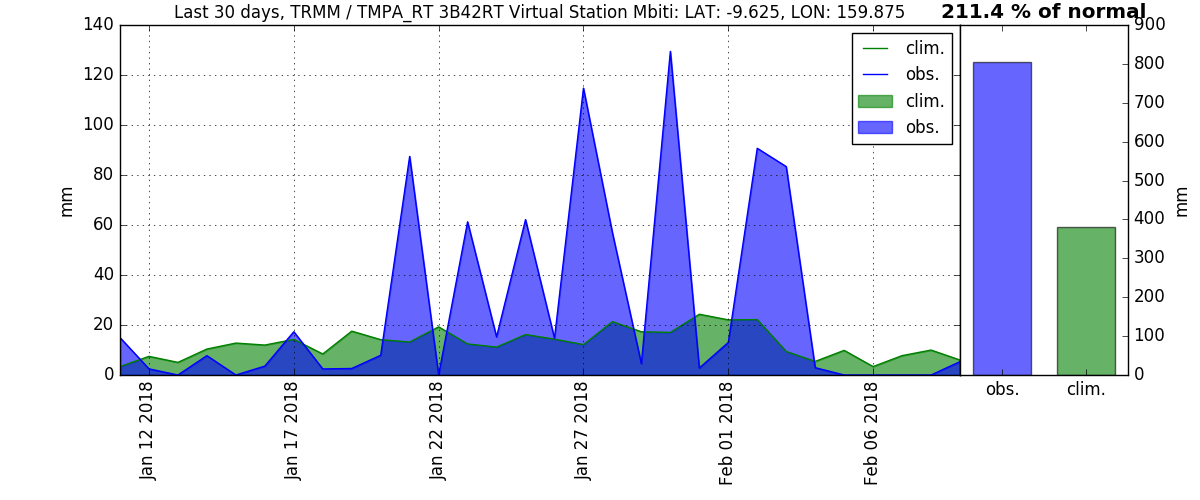 Last 30 days, TRMM / TMPA_RT 3B42RT Virtual Station Mbiti: LAT: -9.625, LON: 159.875
211.4 % of normal
140
120
100
80
60
40
20
0
mm
Jan 12 2018
Jan 17 2018
Jan 22 2018
Jan 27 2018
Feb 01 2018
Feb 06 2018
clim.
obs.
clim.
obs.
900
800
700
600
500
400
300
200
100
0
mm
obs.
clim.